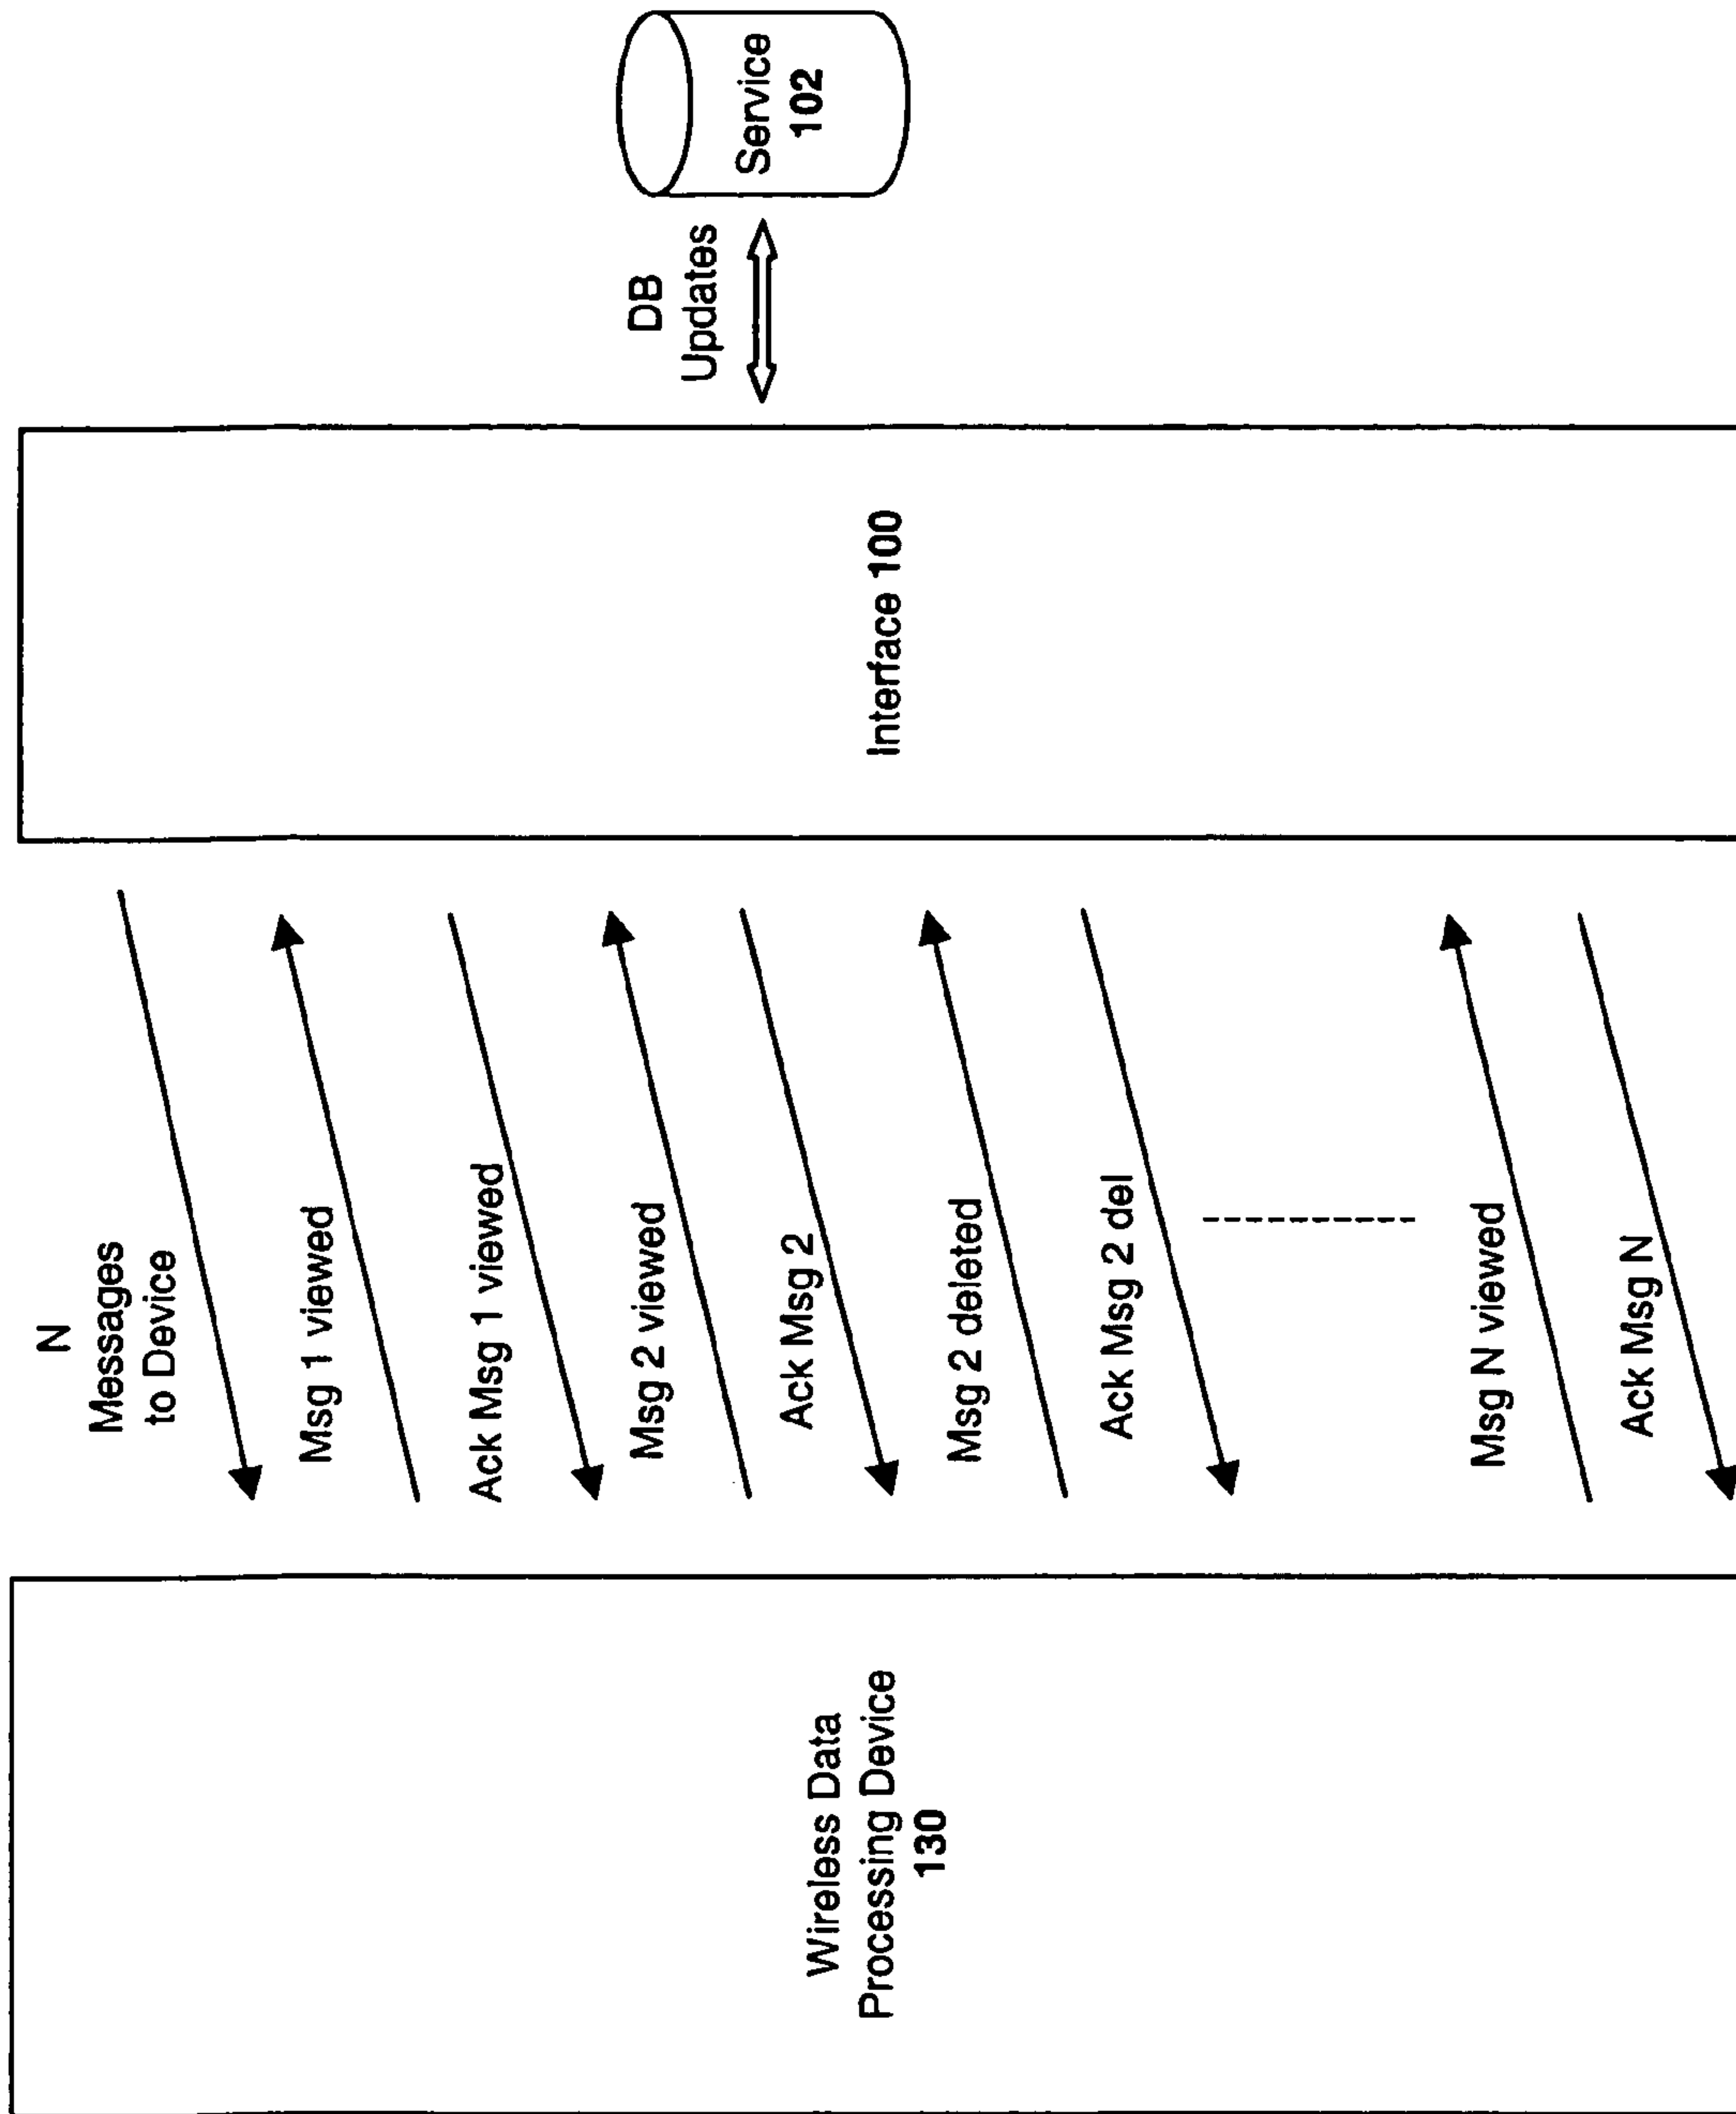 N
Messages
to Device
Msg 1 viewed
Ack Msg 1 viewed
Msg 2 viewed
Ack Msg 2
Msg 2 deleted
Ack Msg 2 del
Msg N viewed
Ack Msg N
Wireless Data
Processing Device
130
Interface 100
DB
Updates
Service
102